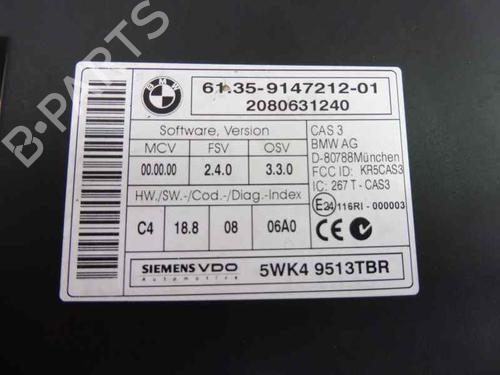 BMW
61.35-9147212-01
2080631240
Software, Version
MCV FSV OSV
00.00.00 2.4.0 3.3.0
HW./SW.-/Cod.-/Diag.-Index
C4 18.8 08 06A0
CAS 3
BMW AG
D-80788München
FCC ID: KR5CAS3
IC: 267 T - CAS3
E24 116RI - 000003
CE
SIEMENS VDO
Automotive
5WK4 9513TBR
B-PARTS